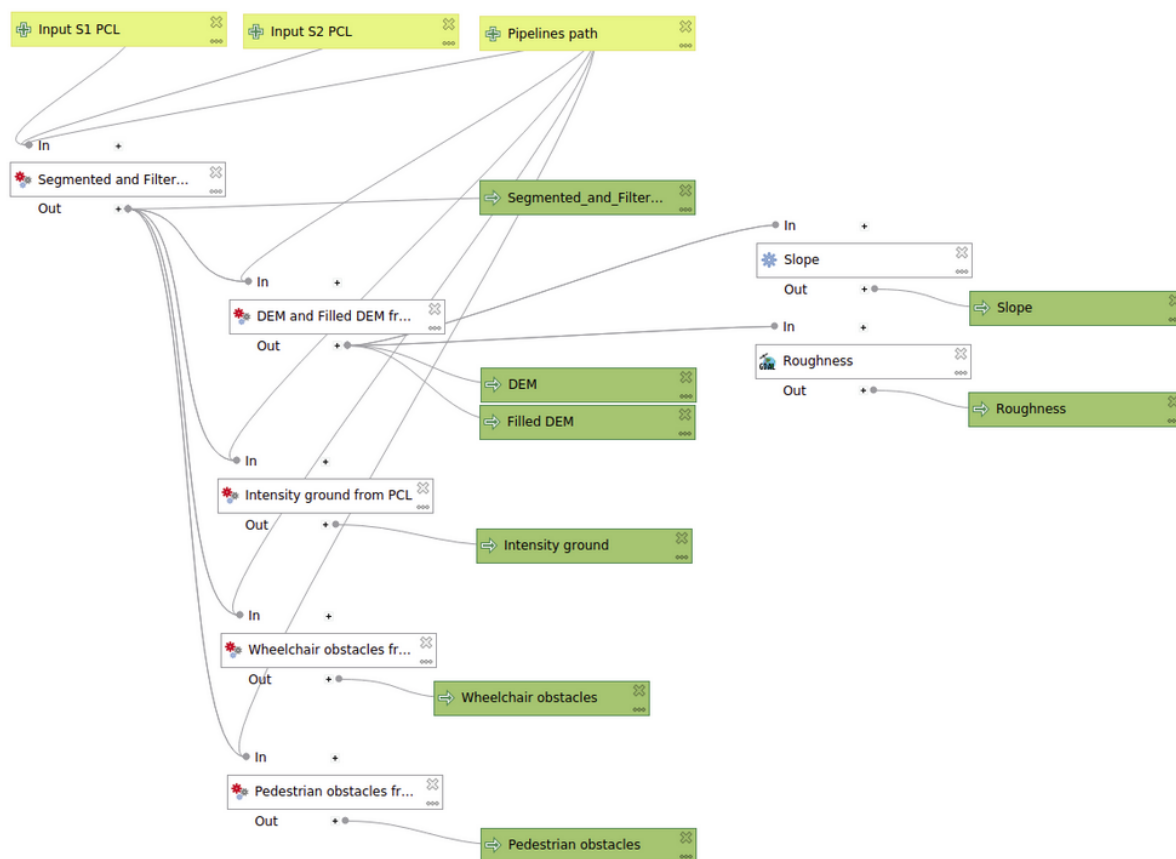 Input S1 PCL
Input S2 PCL
Pipelines path
In
Segmented and Filter...
Out
Segmented_and_Filter...
In
Slope
Out
Slope
In
DEM and Filled DEM fr...
Out
In
Roughness
Out
Roughness
DEM
Filled DEM
In
Intensity ground from PCL
Out
Intensity ground
In
Wheelchair obstacles fr...
Out
Wheelchair obstacles
In
Pedestrian obstacles fr...
Out
Pedestrian obstacles